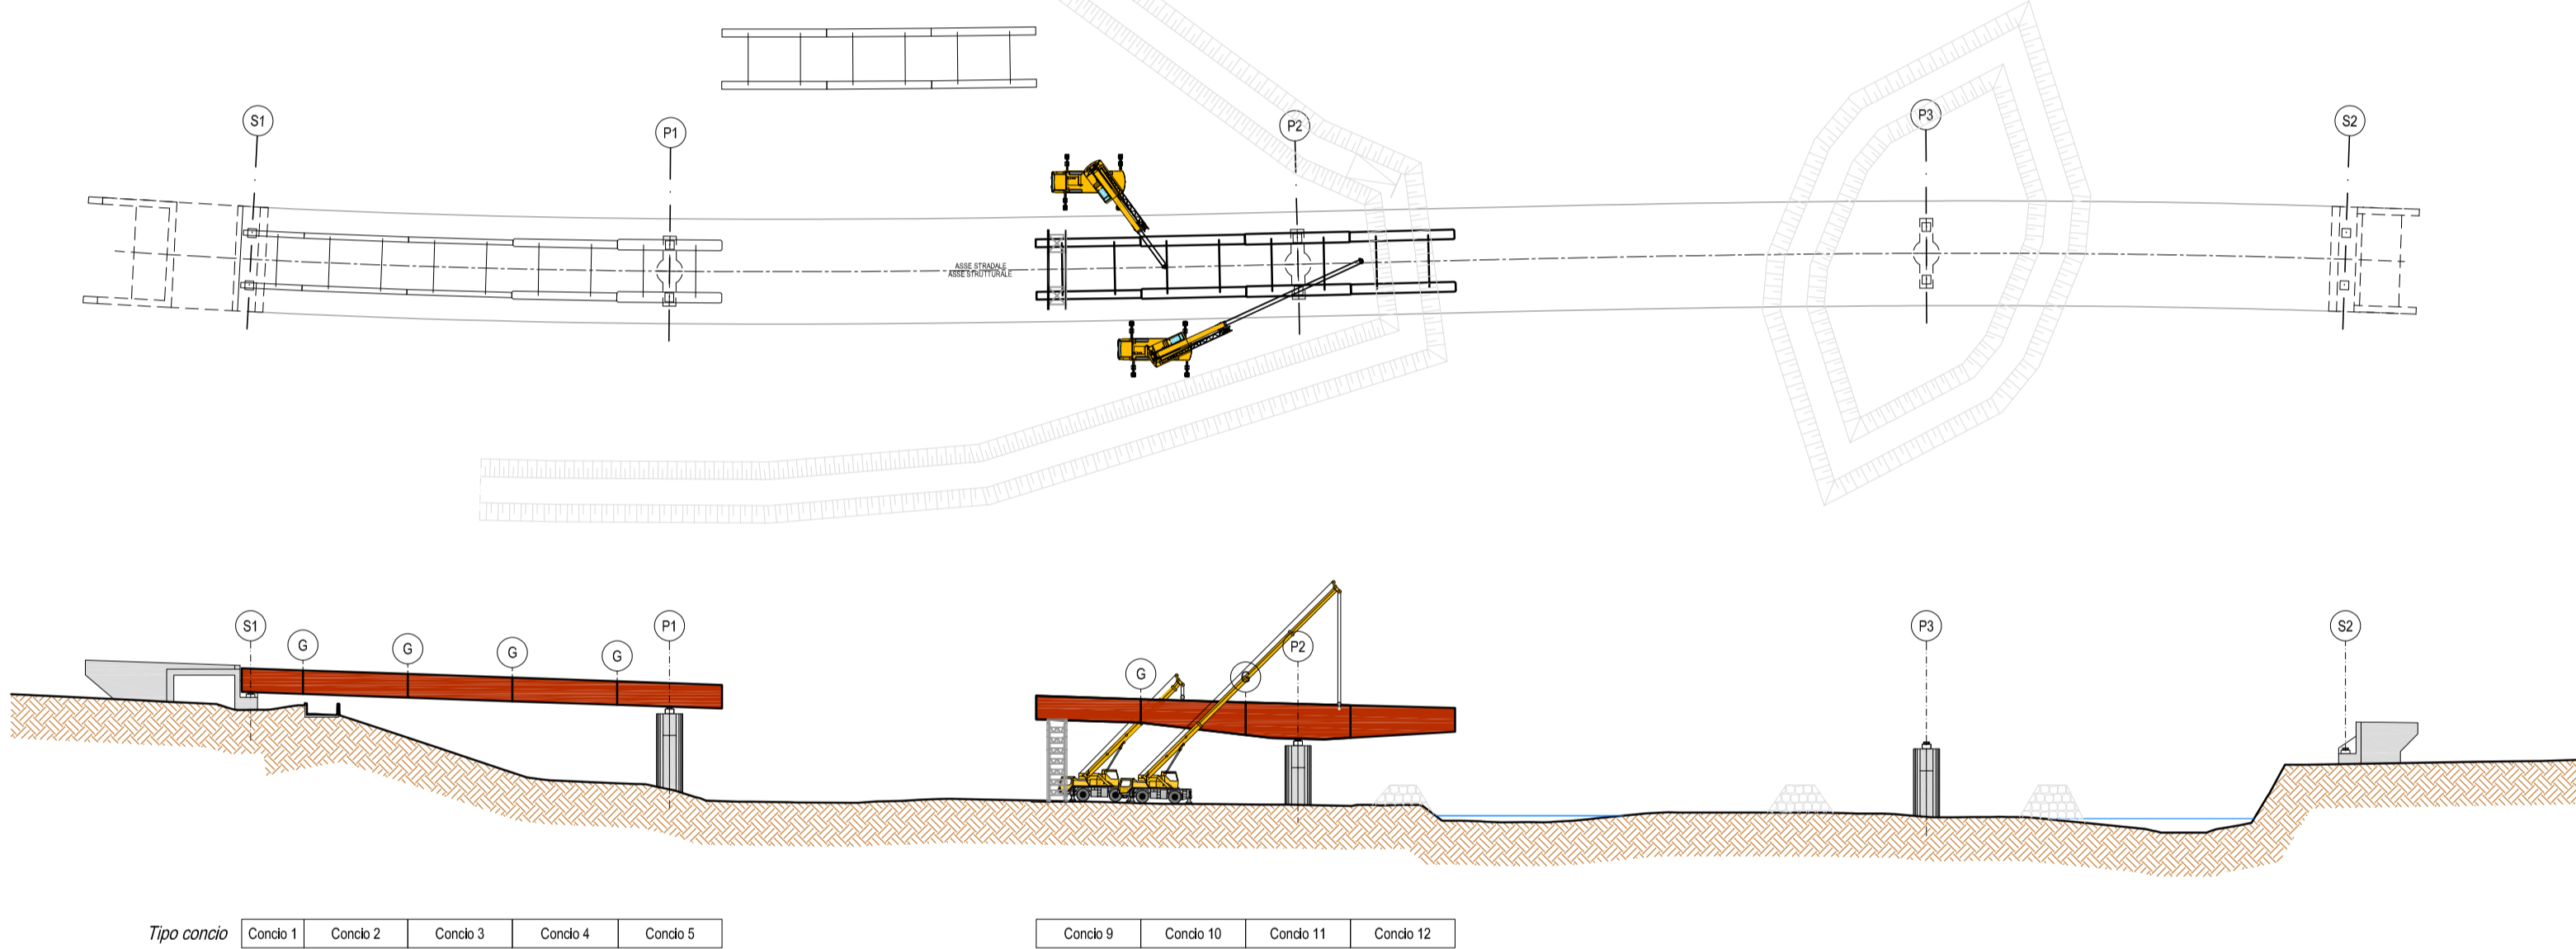 S1
P1
P2
P3
S2
ASSE STRADALE
ASSE STRUTTURALE
S1
G
G
G
G
P1
G
G
P2
P3
S2
Tipo concio
Concio 1
Concio 2
Concio 3
Concio 4
Concio 5
Concio 9
Concio 10
Concio 11
Concio 12